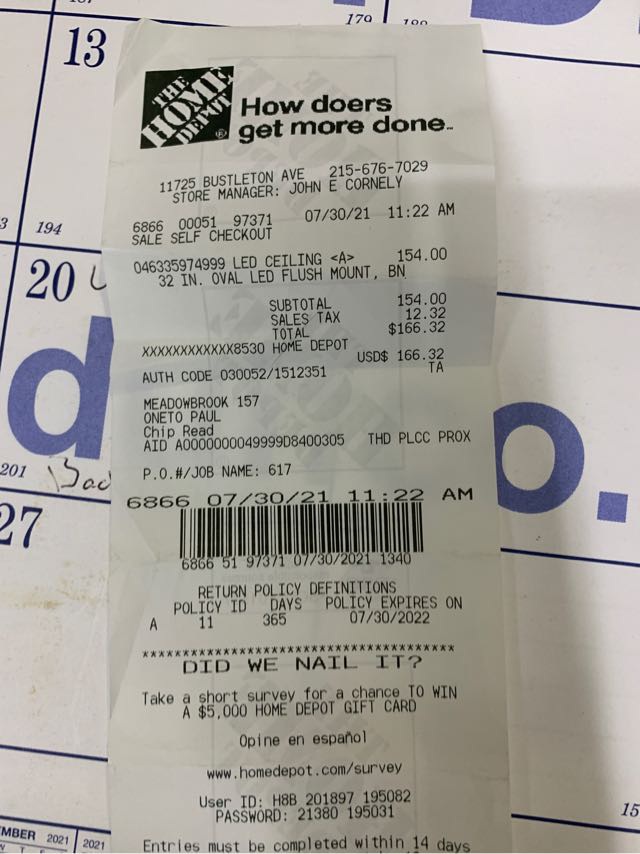 179
180
13
THE
HOME
DEPOT
®
How doers
get more done™
11725 BUSTLETON AVE 215-676-7029
STORE MANAGER: JOHN E CORNELY
6866 00051 97371 07/30/21 11:22 AM
SALE SELF CHECKOUT
046335974999 LED CEILING <A> 154.00
32 IN. OVAL LED FLUSH MOUNT, BN
SUBTOTAL 154.00
SALES TAX 12.32
TOTAL $166.32
XXXXXXXXXXXX8530 HOME DEPOT
USD$ 166.32
AUTH CODE 030052/1512351 TA
MEADOWBROOK 157
ONETO PAUL
Chip Read
AID A0000000049999D8400305 THD PLCC PROX
P.O.#/JOB NAME: 617
6866 07/30/21 11:22 AM
6866 51 97371 07/30/2021 1340
RETURN POLICY DEFINITIONS
POLICY ID DAYS POLICY EXPIRES ON
A 11 365 07/30/2022
****************************************
DID WE NAIL IT?
Take a short survey for a chance TO WIN
A $5,000 HOME DEPOT GIFT CARD
Opine en español
www.homedepot.com/survey
User ID: H8B 201897 195082
PASSWORD: 21380 195031
Entries must be completed within 14 days
194
20
201
27
d
o.
15
MBER 2021
2021